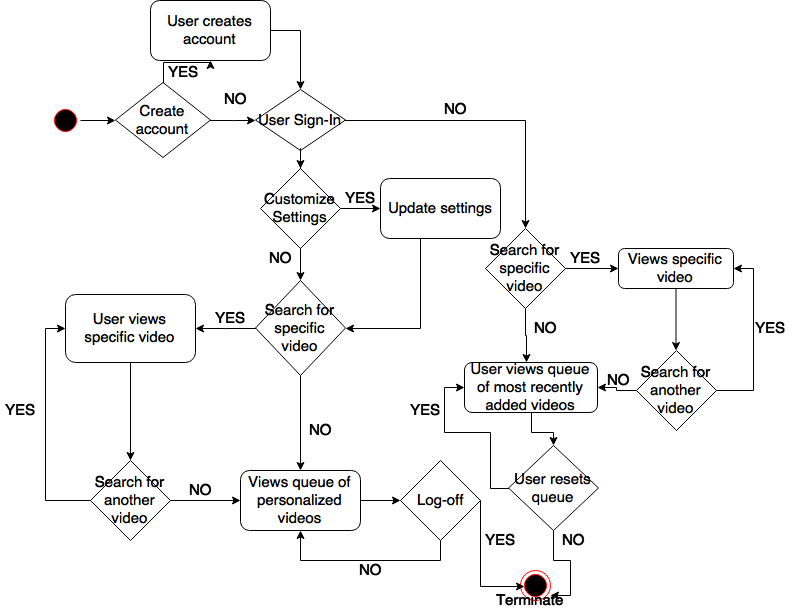 User creates
account
YES
Create
account
NO
User Sign-In
NO
Customize
Settings
YES
Update settings
NO
Search for
specific
video
YES
Views specific
video
YES
User views
specific video
YES
Search for
specific
video
NO
User views queue
of most recently
added videos
NO
Search for
another
video
YES
YES
NO
User resets
queue
Search for
another
video
NO
Views queue of
personalized
videos
Log-off
YES
NO
NO
Terminate